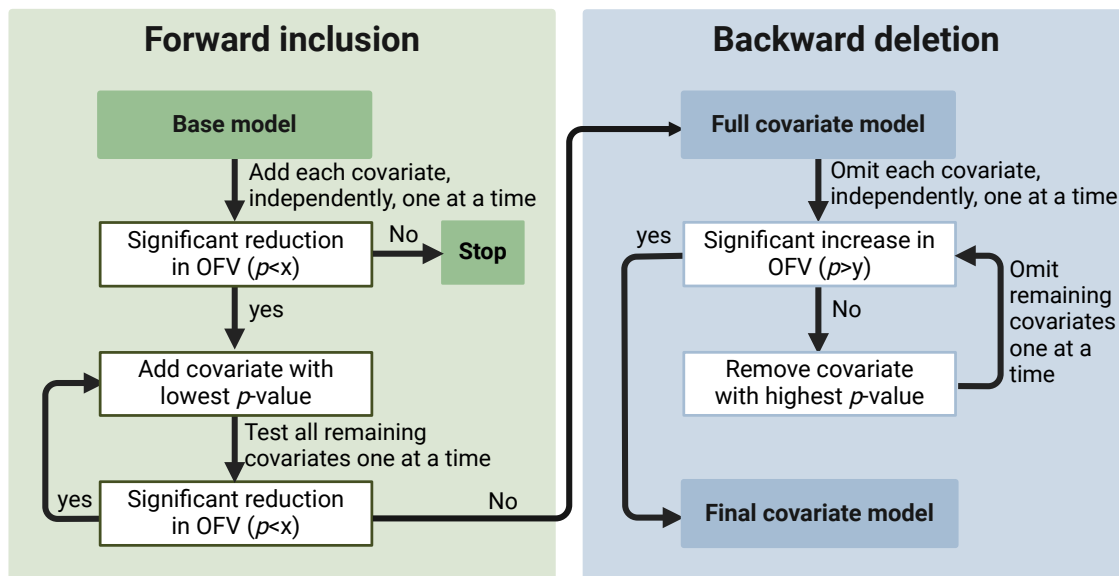 Forward inclusion
Base model
Add each covariate,
independently, one at a time
Significant reduction
in OFV (p<x)
No
Stop
yes
Add covariate with
lowest p-value
Test all remaining
covariates one at a time
yes
Significant reduction
in OFV (p<x)
No
Backward deletion
Full covariate model
Omit each covariate,
independently, one at a time
yes
Significant increase in
OFV (p>y)
No
Omit
remaining
covariates
one at a
time
Remove covariate
with highest p-value
Final covariate model